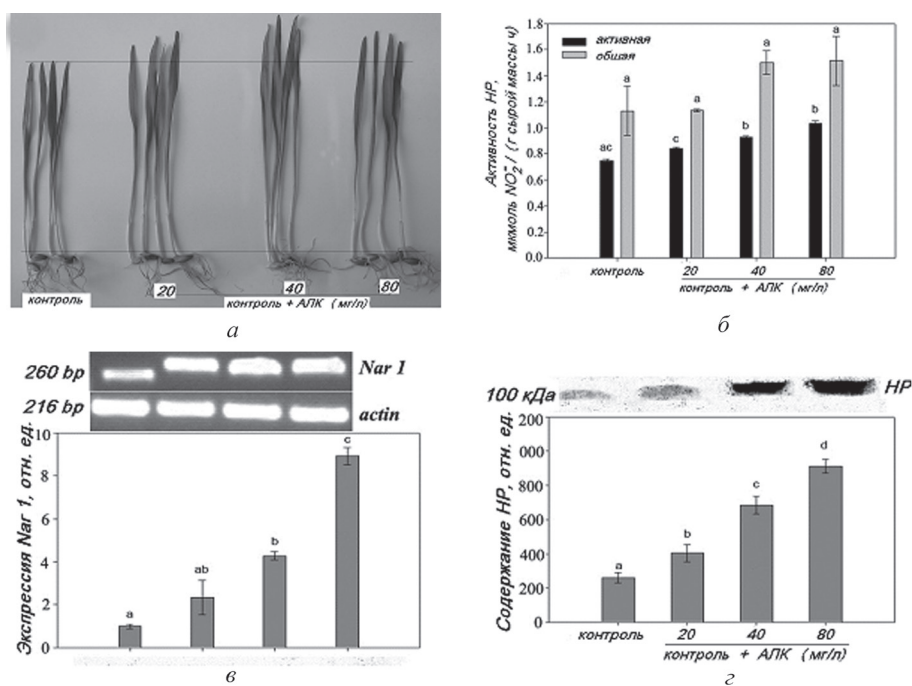 контроль
20
40
80
контроль + АЛК (мг/л)
а
Активность НР,
мкмоль NO₂⁻/ (г сырой массы ч)
1.8
1.6
1.4
1.2
1.0
0.8
0.6
0.4
0.2
0.0
активная
общая
ac
a
c
a
b
a
b
a
контроль
20
40
80
контроль + АЛК (мг/л)
б
260 bp
Nar 1
216 bp
actin
Экспрессия Nar 1, отн. ед.
10
8
6
4
2
0
a
ab
b
c
в
100 кДа
НР
Содержание НР, отн. ед.
200
000
800
600
400
200
0
a
b
c
d
контроль
20
40
80
контроль + АЛК (мг/л)
г